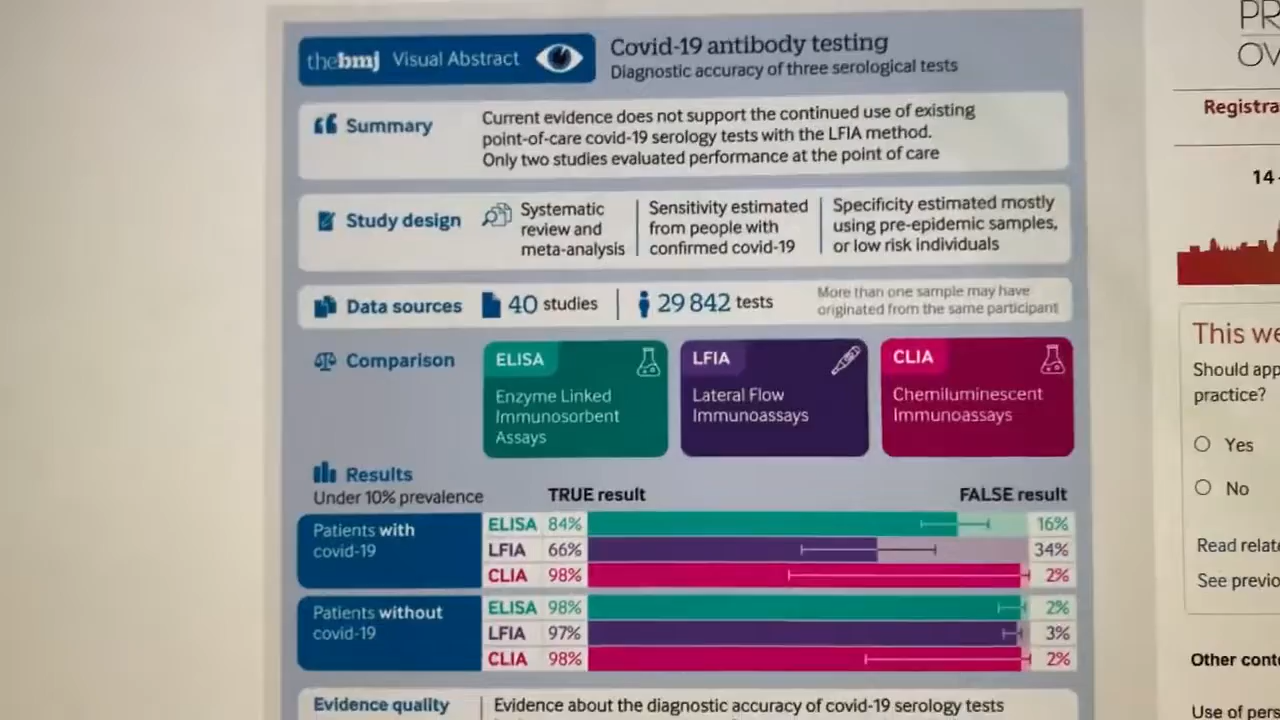 thebmj Visual Abstract
Covid-19 antibody testing
Diagnostic accuracy of three serological tests
Summary
Current evidence does not support the continued use of existing
point-of-care covid-19 serology tests with the LFIA method.
Only two studies evaluated performance at the point of care
Study design
Systematic
review and
meta-analysis
Sensitivity estimated
from people with
confirmed covid-19
Specificity estimated mostly
using pre-epidemic samples,
or low risk individuals
Data sources
40 studies
29 842 tests
More than one sample may have
originated from the same participant
Comparison
ELISA
Enzyme Linked
Immunosorbent
Assays
LFIA
Lateral Flow
Immunoassays
CLIA
Chemiluminescent
Immunoassays
Results
Under 10% prevalence
TRUE result
FALSE result
Patients with
covid-19
ELISA 84% 16%
LFIA 66% 34%
CLIA 98% 2%
Patients without
covid-19
ELISA 98% 2%
LFIA 97% 3%
CLIA 98% 2%
Evidence quality
Evidence about the diagnostic accuracy of covid-19 serology tests
PR
OV
Registra
14
This we
Should app
practice?
Yes
No
Read relate
See previo
Other conte
Use of pers